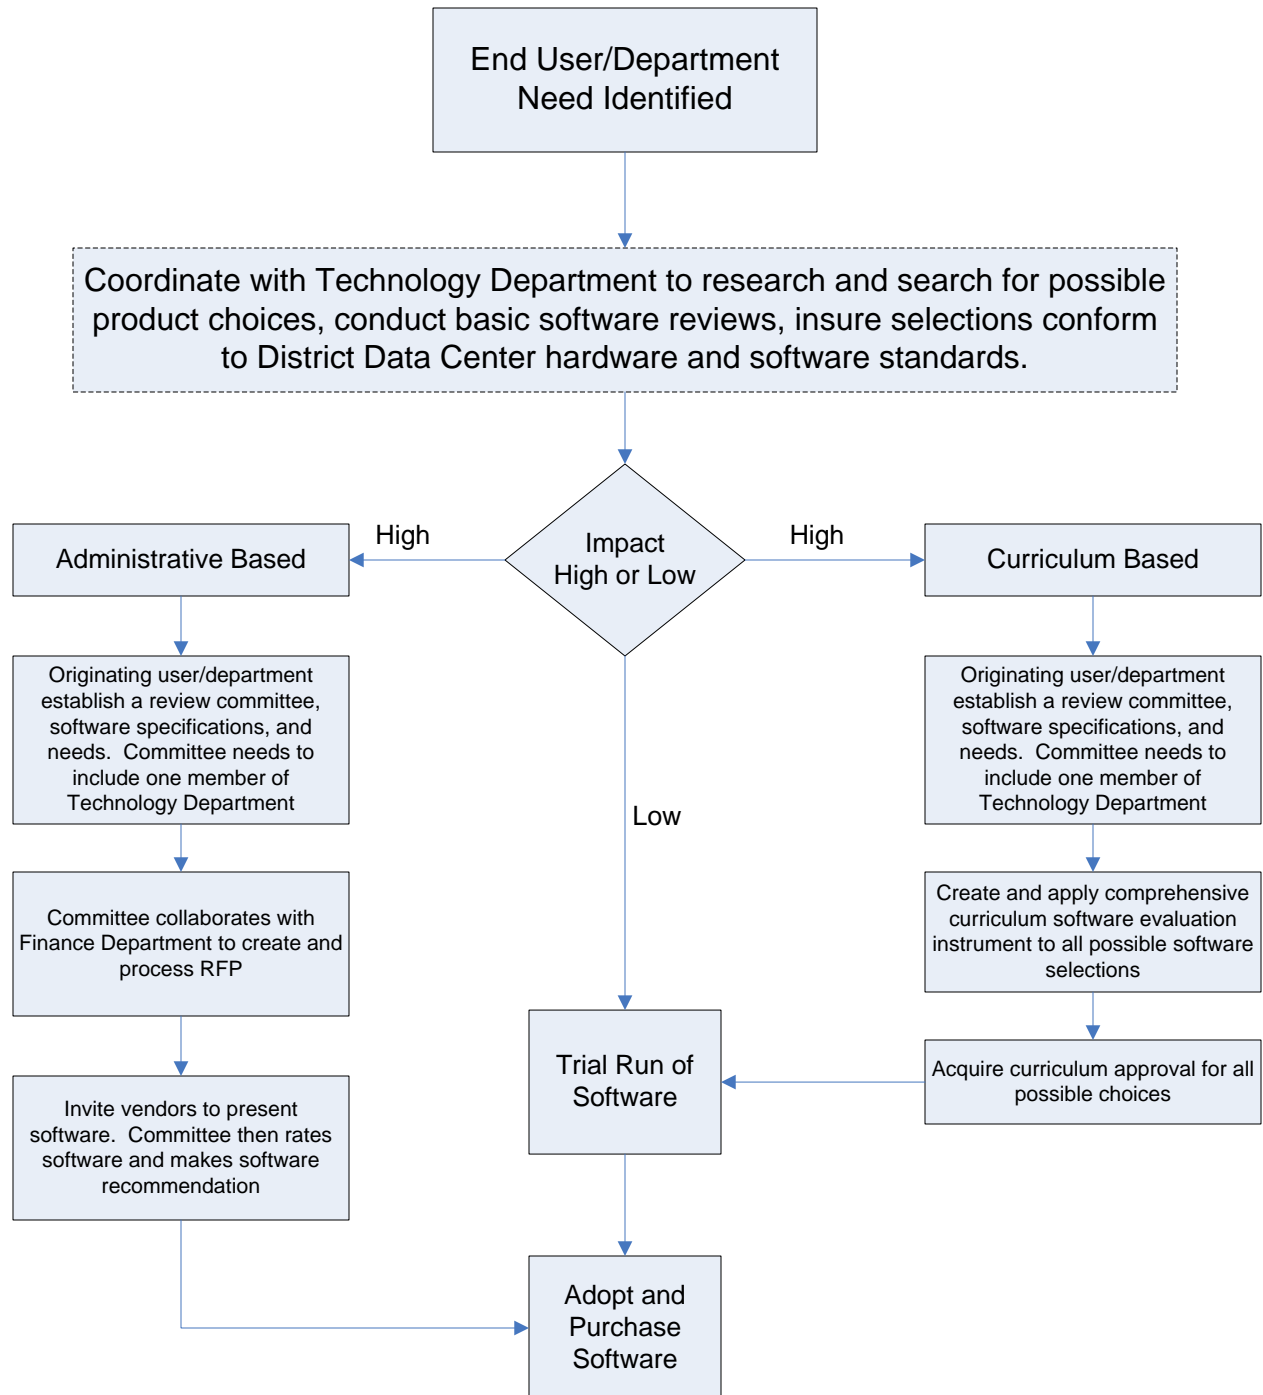 End User/Department
Need Identified
Coordinate with Technology Department to research and search for possible
product choices, conduct basic software reviews, insure selections conform
to District Data Center hardware and software standards.
High
High
Administrative Based
Impact
High or Low
Curriculum Based
Originating user/department
establish a review committee,
software specifications, and
needs.  Committee needs to
include one member of
Technology Department
Originating user/department
establish a review committee,
software specifications, and
needs.  Committee needs to
include one member of
Technology Department
Low
Committee collaborates with
Finance Department to create and
process RFP
Create and apply comprehensive
curriculum software evaluation
instrument to all possible software
selections
Trial Run of
Software
Acquire curriculum approval for all
possible choices
Invite vendors to present
software.  Committee then rates
software and makes software
recommendation
Adopt and
Purchase
Software